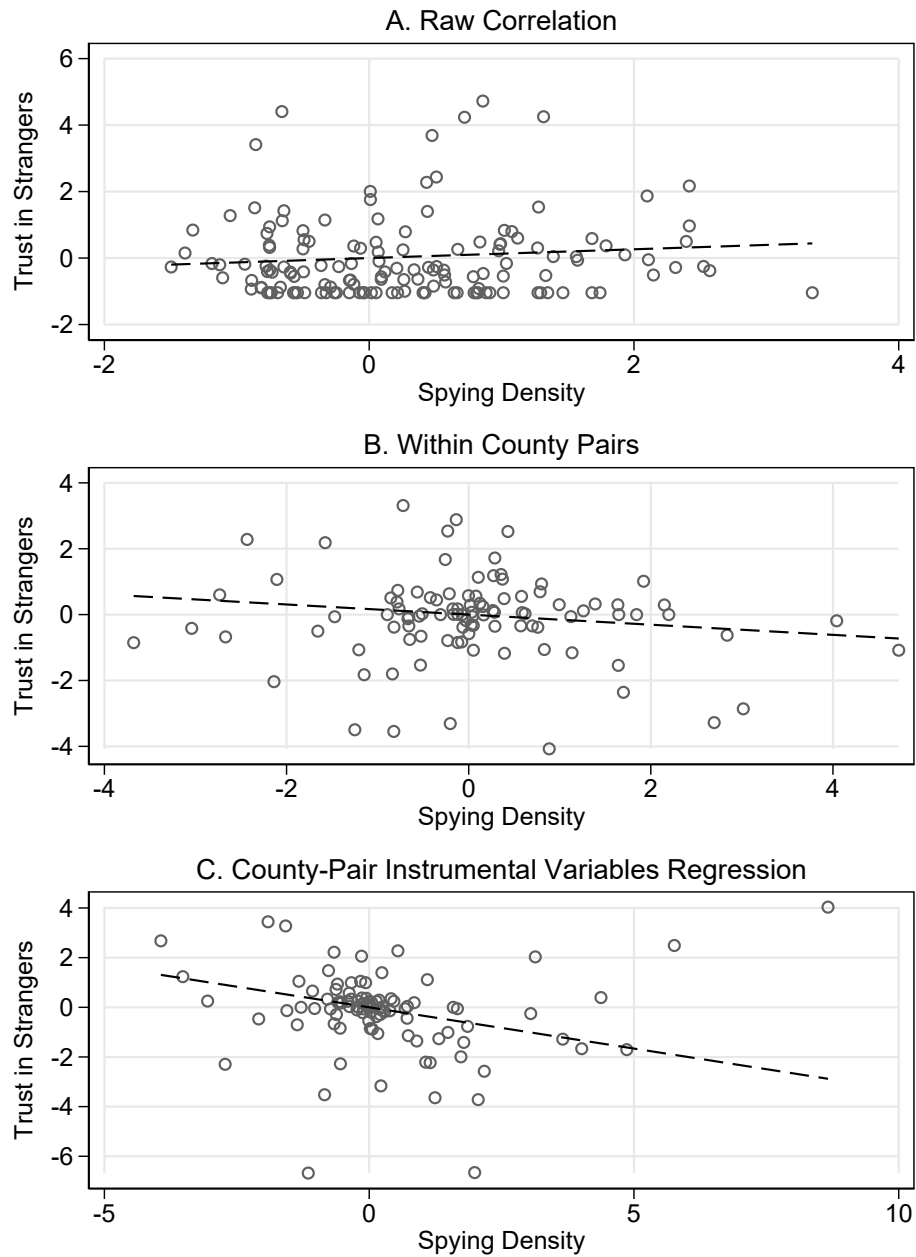 A. Raw Correlation
Trust in Strangers
6
4
2
0
-2
-2 0 2 4
Spying Density
B. Within County Pairs
Trust in Strangers
4
2
0
-2
-4
-4 -2 0 2 4
Spying Density
C. County-Pair Instrumental Variables Regression
Trust in Strangers
4
2
0
-2
-4
-6
-5 0 5 10
Spying Density